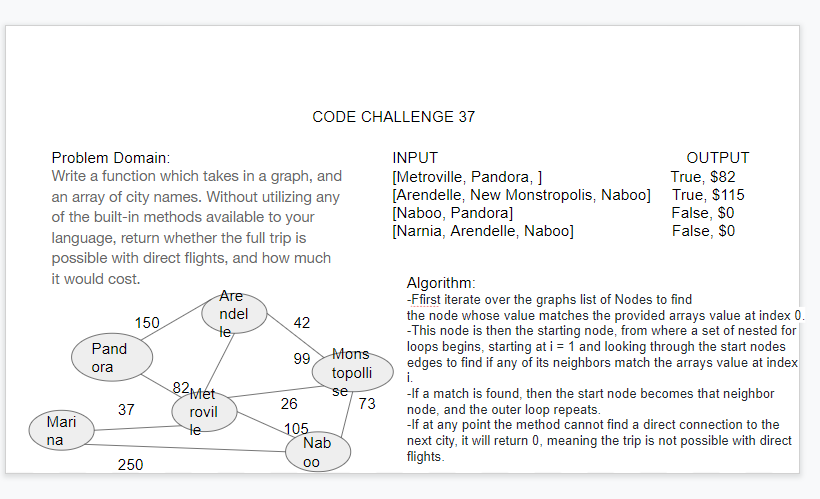 CODE CHALLENGE 37
Problem Domain:
Write a function which takes in a graph, and
an array of city names. Without utilizing any
of the built-in methods available to your
language, return whether the full trip is
possible with direct flights, and how much
it would cost.
INPUT OUTPUT
[Metroville, Pandora, ] True, $82
[Arendelle, New Monstropolis, Naboo] True, $115
[Naboo, Pandora] False, $0
[Narnia, Arendelle, Naboo] False, $0
Algorithm:
-Ffirst iterate over the graphs list of Nodes to find
the node whose value matches the provided arrays value at index 0.
-This node is then the starting node, from where a set of nested for
loops begins, starting at i = 1 and looking through the start nodes
edges to find if any of its neighbors match the arrays value at index
i.
-If a match is found, then the start node becomes that neighbor
node, and the outer loop repeats.
-If at any point the method cannot find a direct connection to the
next city, it will return 0, meaning the trip is not possible with direct
flights.
Are
ndel
le
150
42
Pand
ora
99
Mons
topolli
se
82
Met
rovil
le
26
73
37
Mari
na
105
Nab
oo
250